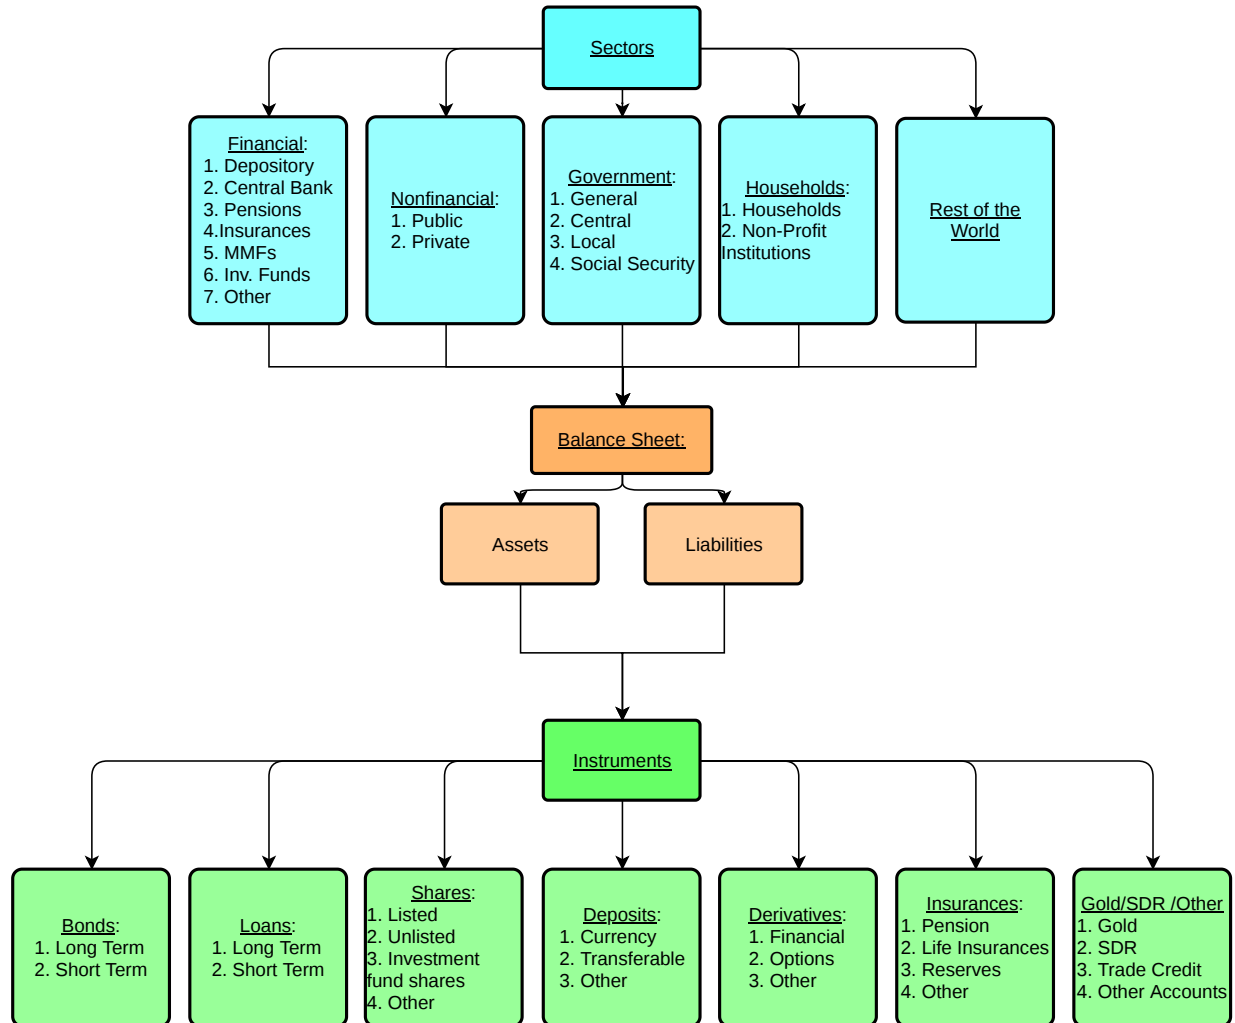 Sectors
Financial:
1. Depository
2. Central Bank
3. Pensions
4.Insurances
5. MMFs
6. Inv. Funds
7. Other
Nonfinancial:
1. Public
2. Private
Government:
1. General
2. Central
3. Local
4. Social Security
Households:
1. Households
2. Non-Profit
Institutions
Rest of the
World
Balance Sheet:
Assets
Liabilities
Instruments
Bonds:
1. Long Term
2. Short Term
Loans:
1. Long Term
2. Short Term
Shares:
1. Listed
2. Unlisted
3. Investment
fund shares
4. Other
Deposits:
1. Currency
2. Transferable
3. Other
Derivatives:
1. Financial
2. Options
3. Other
Insurances:
1. Pension
2. Life Insurances
3. Reserves
4. Other
Gold/SDR /Other
1. Gold
2. SDR
3. Trade Credit
4. Other Accounts